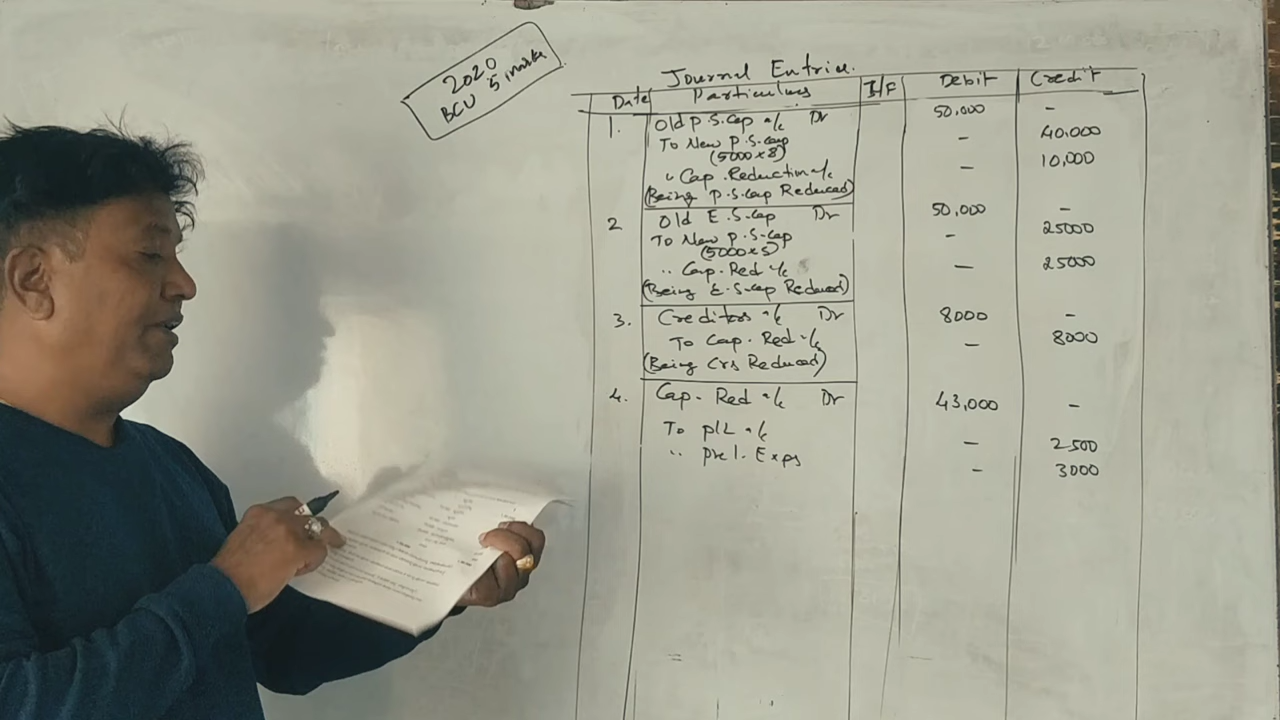 2020
BCU 5 marks
Journal Entries.
Date Particulars L/F Debit Credit
1. Old P.S.Cap a/c Dr 50,000 -
To New P.S.cap - 40,000
(5000 x 8)
" Cap. Reduction a/c - 10,000
(Being P.S.Cap Reduced)
2 Old E.S.Cap Dr 50,000 -
To New P.S.Cap - 25000
(5000 x 5)
" Cap. Red a/c - 25000
(Being E.S.Cap Reduced)
3. Creditors a/c Dr 8000 -
To Cap. Red a/c - 8000
(Being Crs Reduced)
4. Cap. Red a/c Dr 43,000 -
To P/L a/c - 2500
" Prel. Exps - 3000